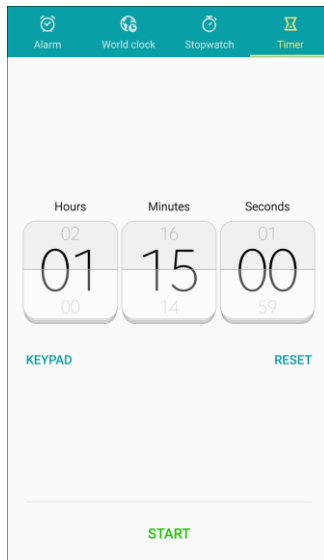 Alarm World clock Stopwatch Timer
Hours Minutes Seconds
02 16 01
01 15 00
00 14 59
KEYPAD RESET
START